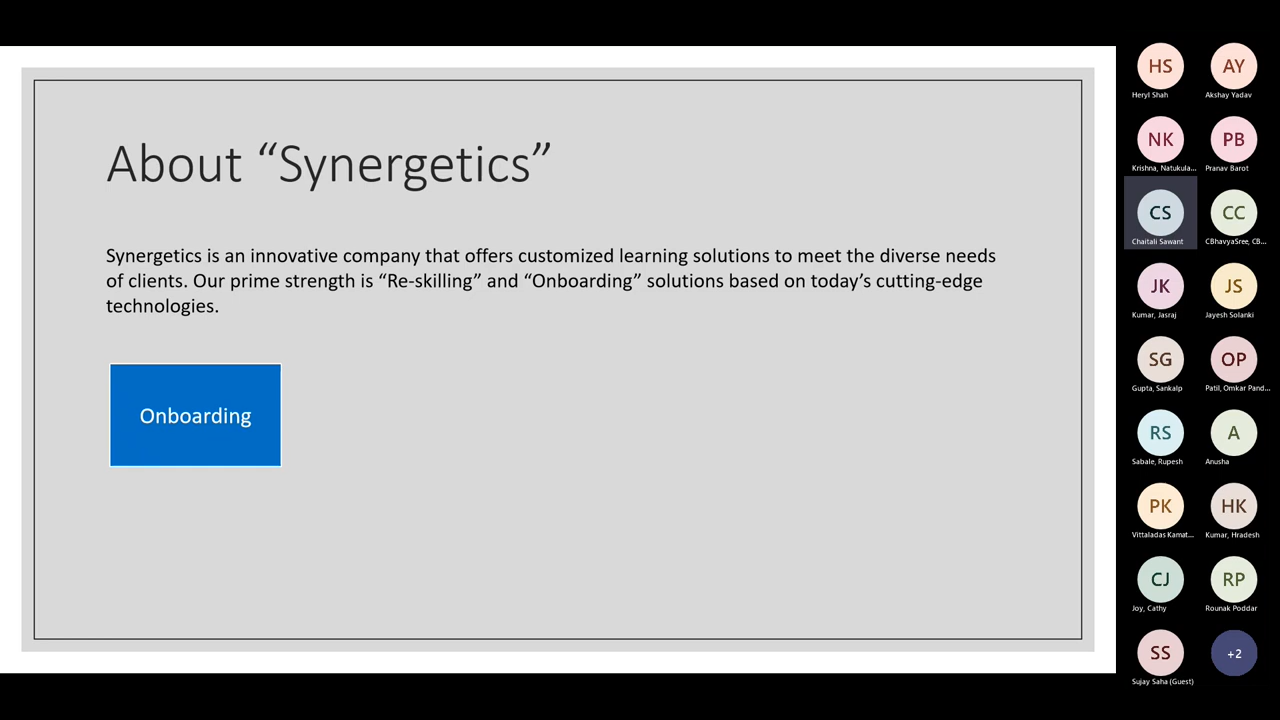 About “Synergetics”
Synergetics is an innovative company that offers customized learning solutions to meet the diverse needs
of clients. Our prime strength is “Re-skilling” and “Onboarding” solutions based on today’s cutting-edge
technologies.
Onboarding
HS
Heryl Shah
AY
Akshay Yadav
NK
Krishna, Natukula...
PB
Pranav Barot
CS
Chaitali Sawant
CC
CBhavyaSree, CB...
JK
Kumar, Jasraj
JS
Jayesh Solanki
SG
Gupta, Sankalp
OP
Patil, Omkar Pand...
RS
Sabale, Rupesh
A
Anusha
PK
Vittaladas Kamat...
HK
Kumar, Hradesh
CJ
Joy, Cathy
RP
Rounak Poddar
SS
Sujay Saha (Guest)
+2